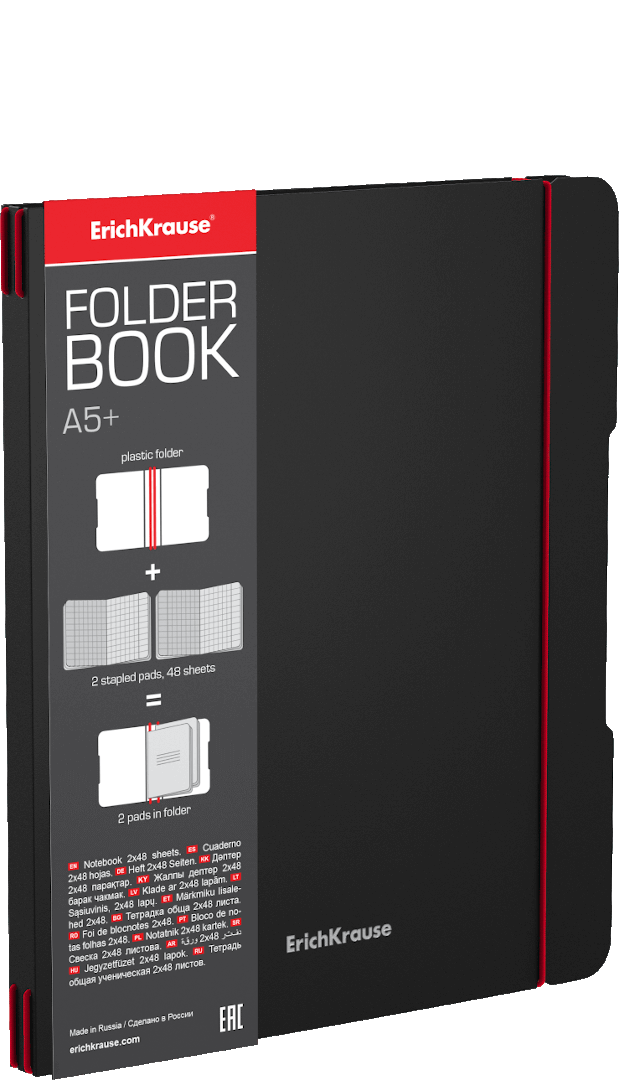 ErichKrause®
FOLDER
BOOK
A5+
plastic folder
+
2 stapled pads, 48 sheets
=
2 pads in folder
EN Notebook 2x48 sheets. ES Cuaderno
2x48 hojas. DE Heft 2x48 Seiten. KK Дәптер
2x48 парақтар. KY Жалпы дептер 2x48
барак чакмак. LV Klade ar 2x48 lapām. LT
Sąsiuvinis, 2x48 lapų. ET Märkmiku lisale-
hed 2x48. BG Тетрадка обща 2x48 листа.
RO Foi de blocnotes 2x48. PT Bloco de no-
tas folhas 2x48. PL Notatnik 2x48 kartek. SR
Свеска 2x48 листова. AR دفتر 2x48 ورقة
HU Jegyzetfüzet 2x48 lapok. RU Тетрадь
общая ученическая 2x48 листов.
Made in Russia / Сделано в России
erichkrause.com
EAC
ErichKrause